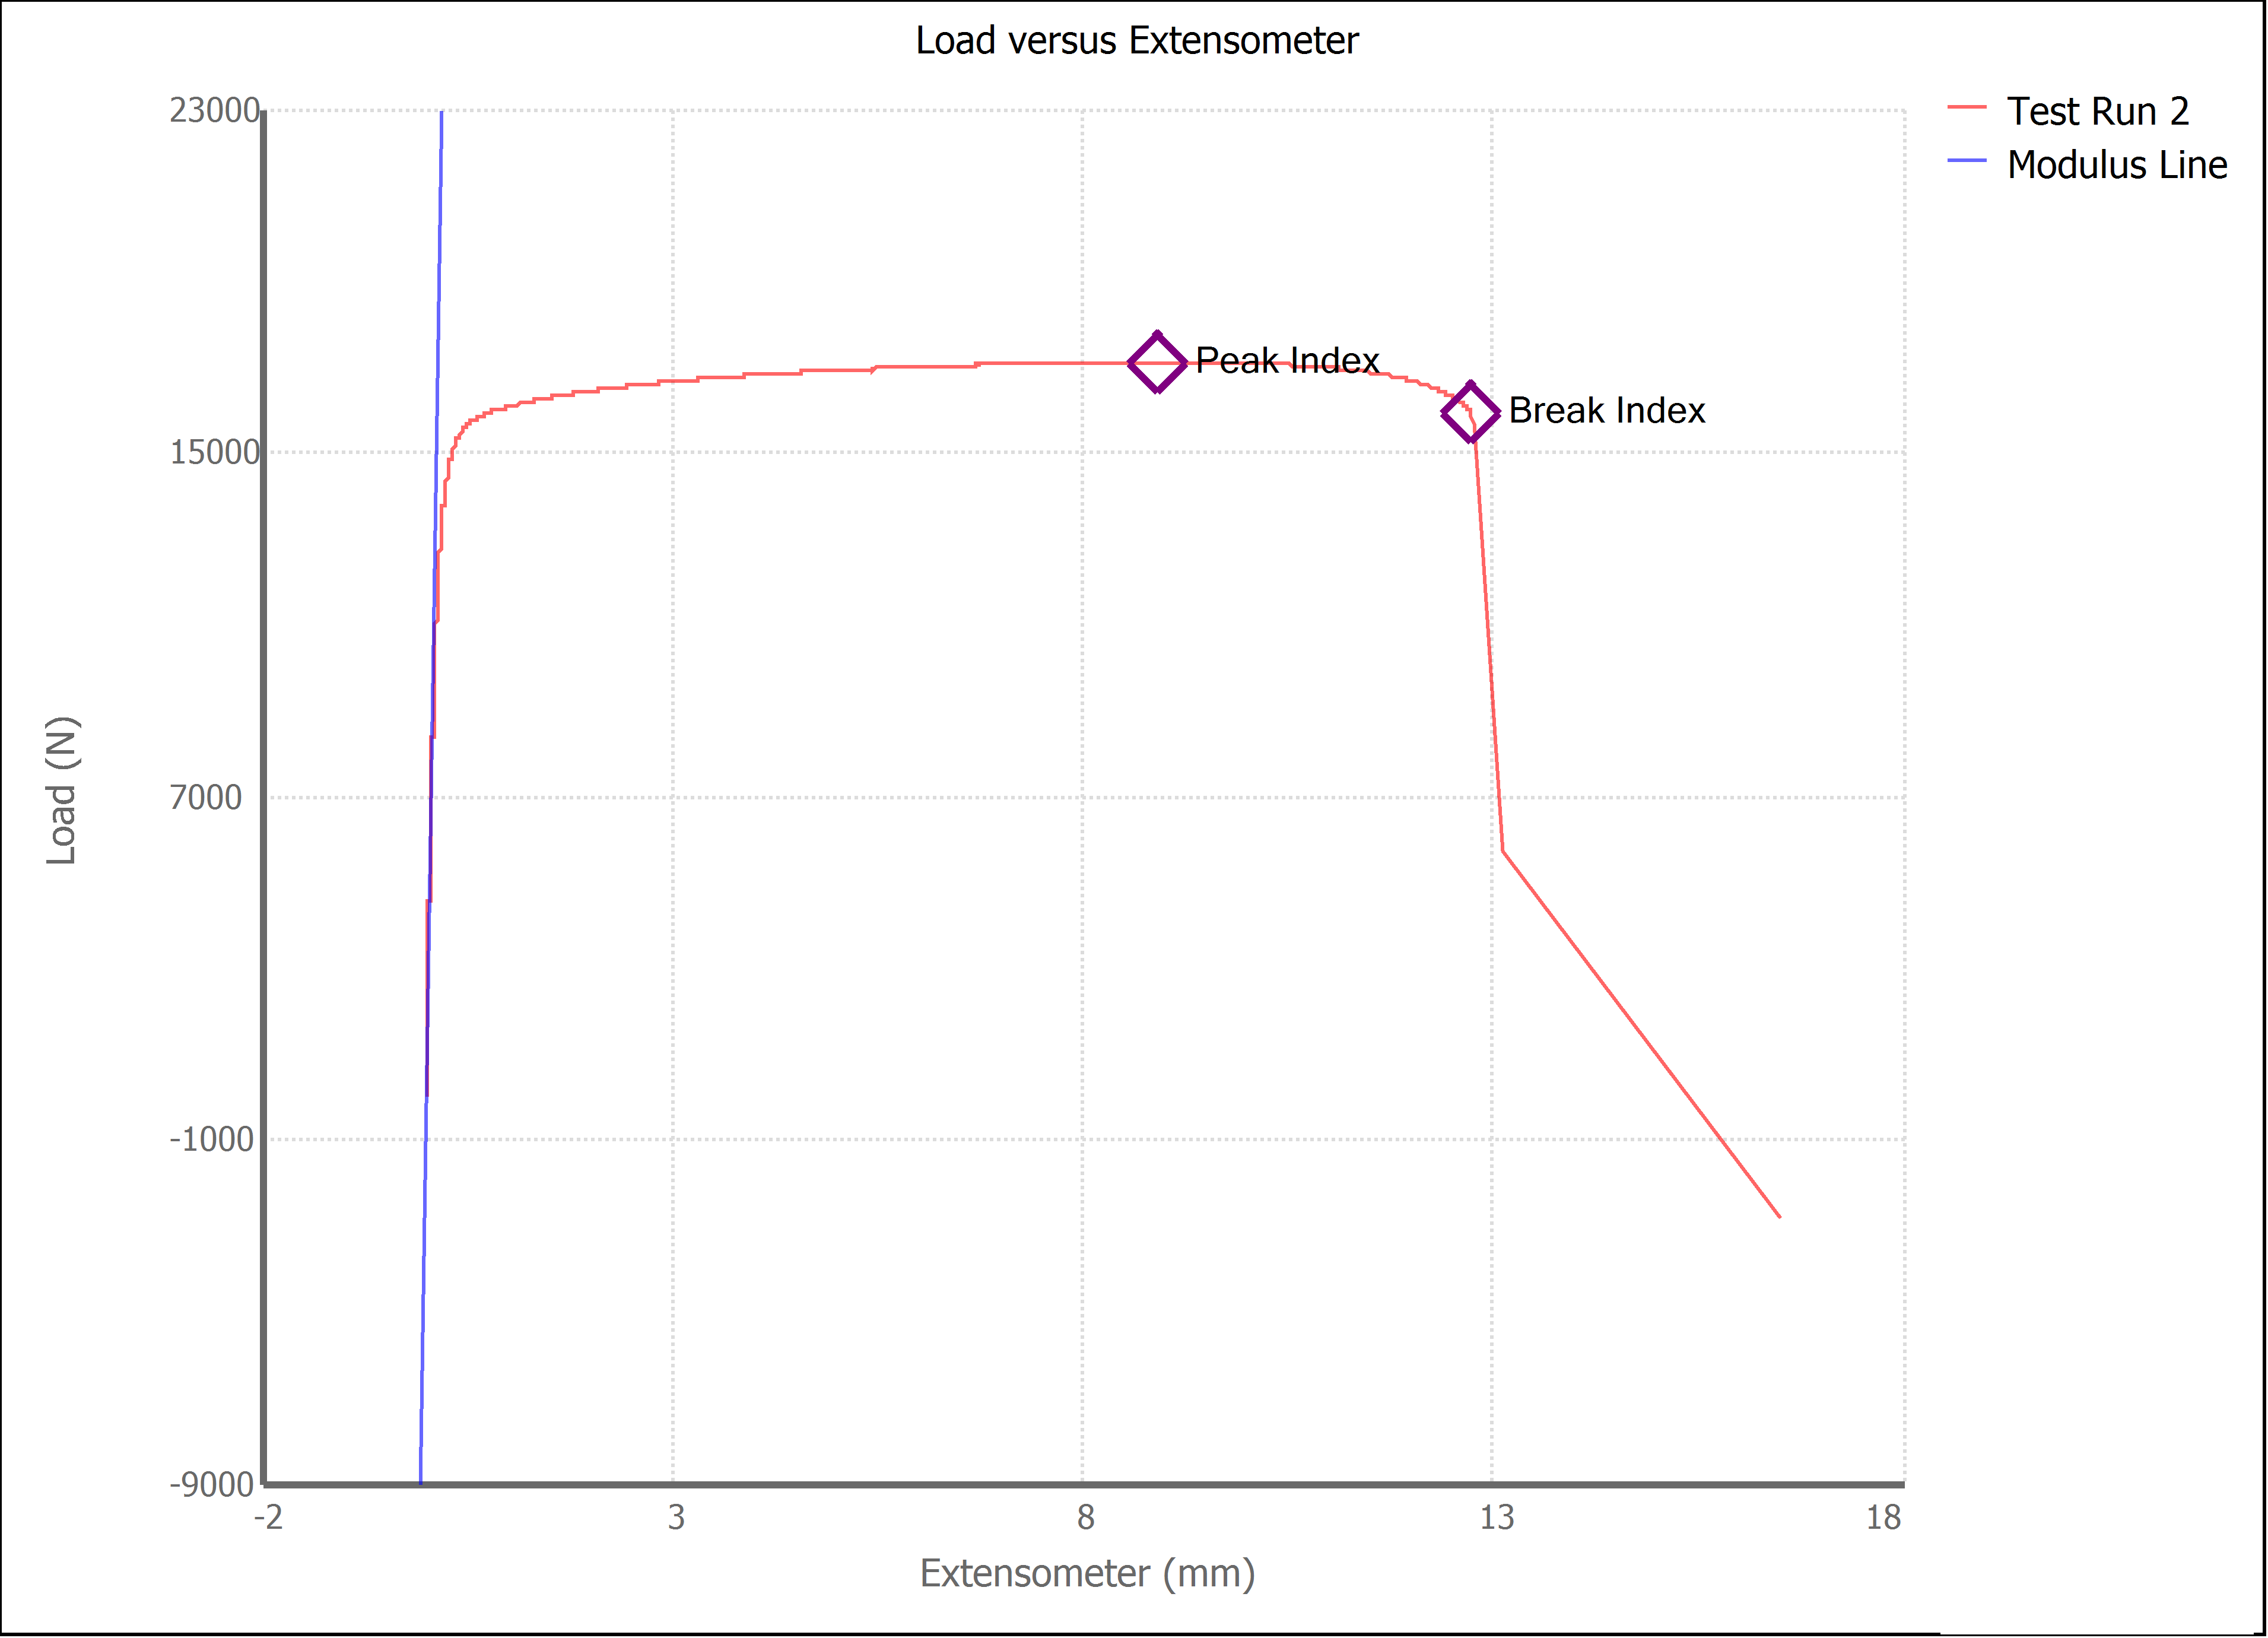 Load versus Extensometer
23000
15000
7000
-1000
-9000
-2
3
8
13
18
Load (N)
Extensometer (mm)
Peak Index
Break Index
Test Run 2
Modulus Line